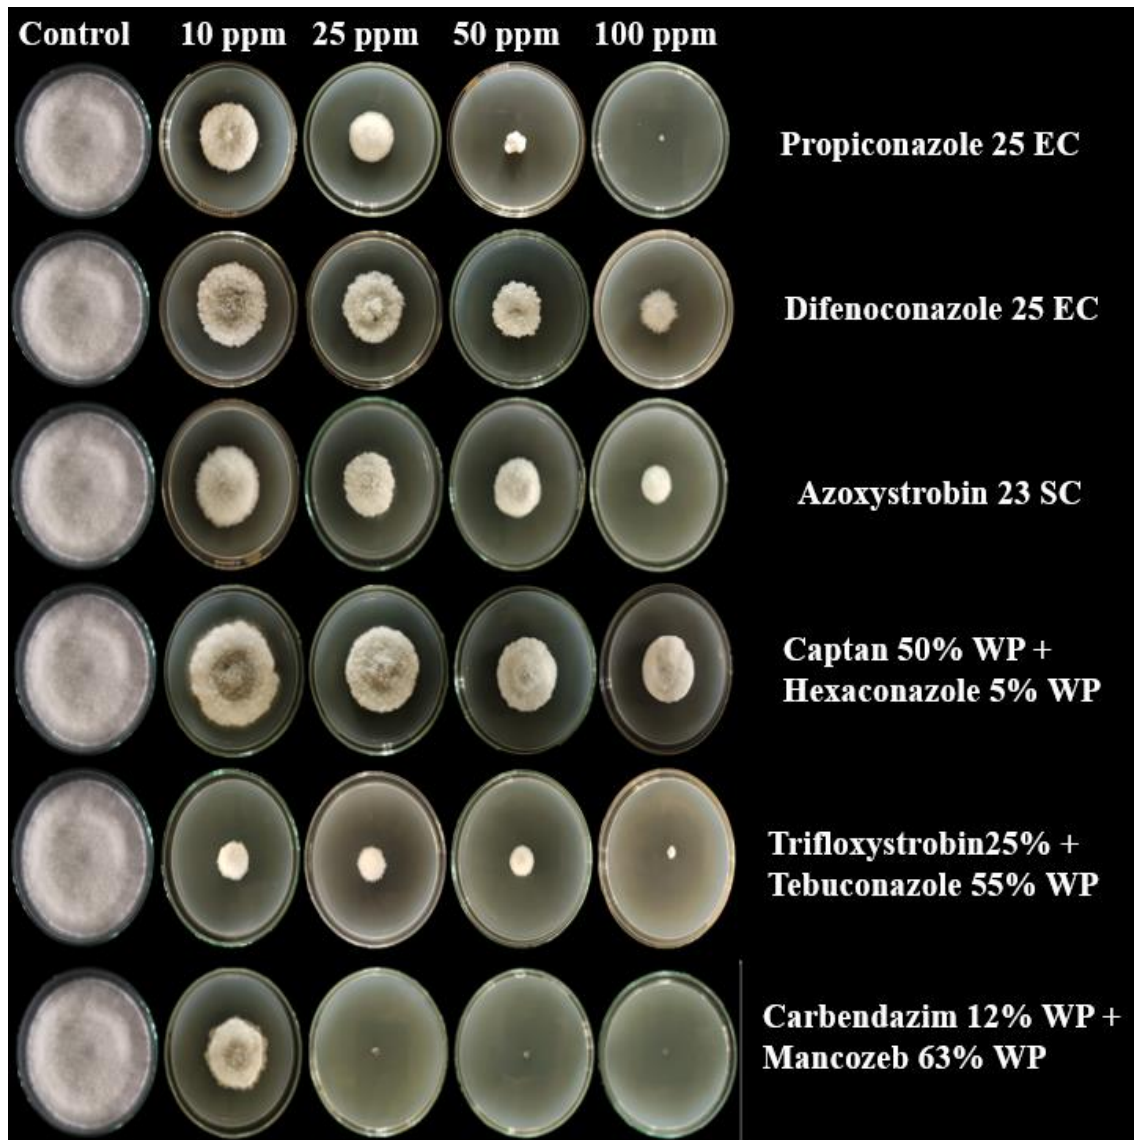 Control 10 ppm 25 ppm 50 ppm 100 ppm
Propiconazole 25 EC
Difenoconazole 25 EC
Azoxystrobin 23 SC
Captan 50% WP +
Hexaconazole 5% WP
Trifloxystrobin25% +
Tebuconazole 55% WP
Carbendazim 12% WP +
Mancozeb 63% WP